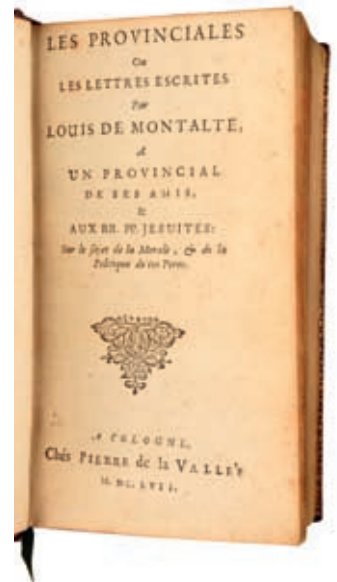 LES PROVINCIALES
Ou
LES LETTRES ESCRITES
Par
LOUIS DE MONTALTE,
A
UN PROVINCIAL
DE SES AMIS,
&
AUX RR. PP. JESUITES:
Sur le sujet de la Morale, & de la
Politique de ces Peres.
A COLOGNE,
Chés PIERRE de la VALLÉE
M. DC. LVII.